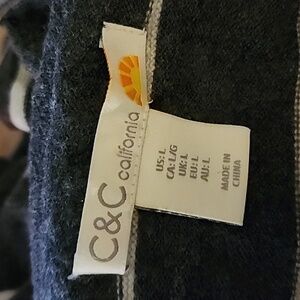 C&C california
US: L
CA: L/G
UK: L
EU: L
AU: L
MADE IN
CHINA